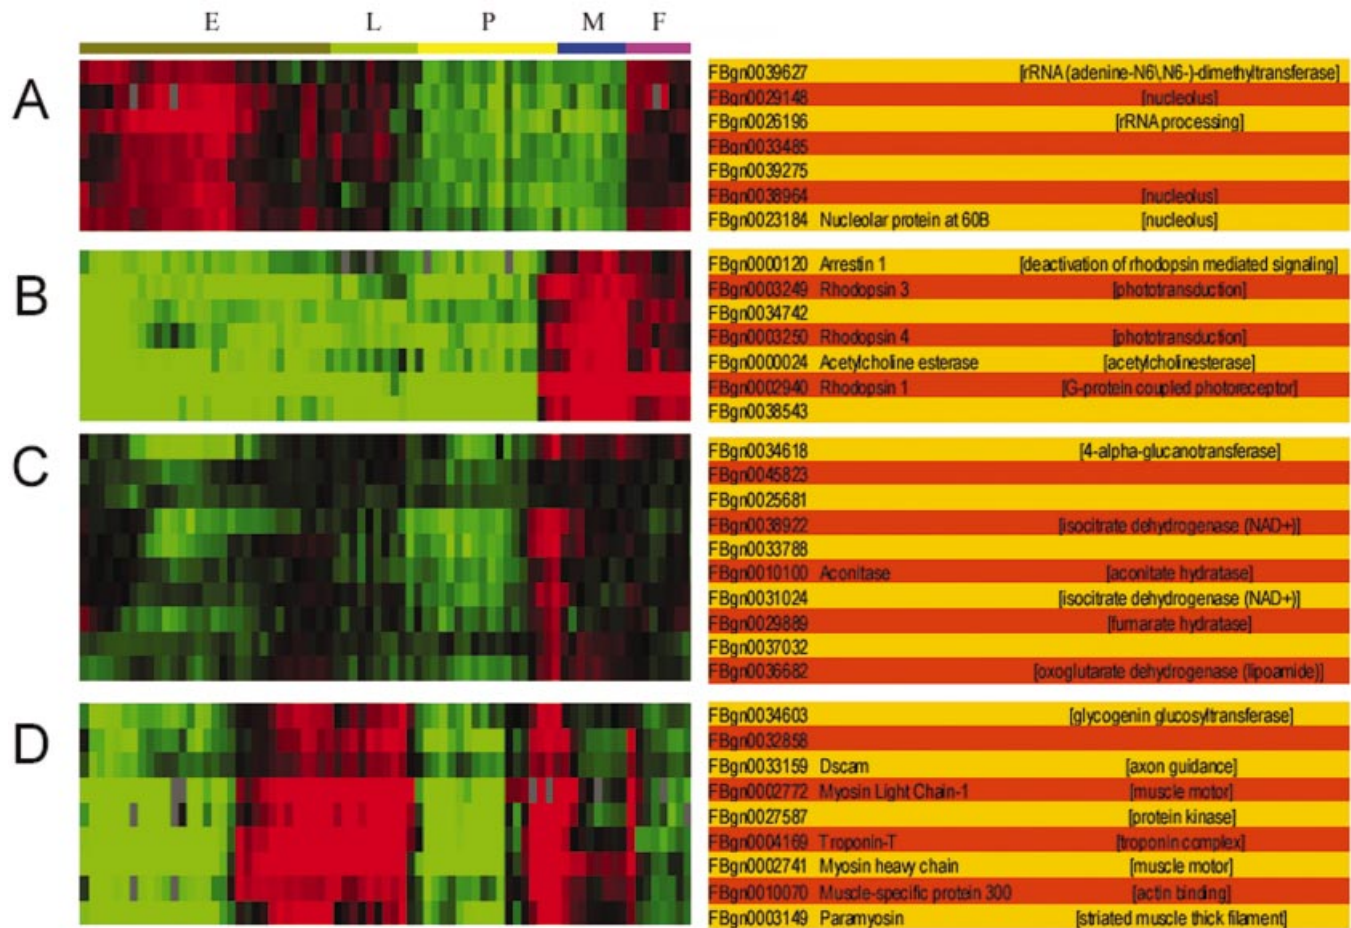 E L P M F
A
FBgn0039627 [rRNA (adenine-N6\,N6-)-dimethyltransferase]
FBgn0029148 [nucleolus]
FBgn0026196 [rRNA processing]
FBgn0033485
FBgn0039275
FBgn0038964 [nucleolus]
FBgn0023184 Nucleolar protein at 60B [nucleolus]
B
FBgn0000120 Arrestin 1 [deactivation of rhodopsin mediated signaling]
FBgn0003249 Rhodopsin 3 [phototransduction]
FBgn0034742
FBgn0003250 Rhodopsin 4 [phototransduction]
FBgn0000024 Acetylcholine esterase [acetylcholinesterase]
FBgn0002940 Rhodopsin 1 [G-protein coupled photoreceptor]
FBgn0038543
C
FBgn0034618 [4-alpha-glucanotransferase]
FBgn0045823
FBgn0025681
FBgn0038922 [isocitrate dehydrogenase (NAD+)]
FBgn0033788
FBgn0010100 Aconitase [aconitate hydratase]
FBgn0031024 [isocitrate dehydrogenase (NAD+)]
FBgn0029889 [fumarate hydratase]
FBgn0037032
FBgn0036682 [oxoglutarate dehydrogenase (lipoamide)]
D
FBgn0034603 [glycogenin glucosyltransferase]
FBgn0032858
FBgn0033159 Dscam [axon guidance]
FBgn0002772 Myosin Light Chain-1 [muscle motor]
FBgn0027587 [protein kinase]
FBgn0004169 Troponin-T [troponin complex]
FBgn0002741 Myosin heavy chain [muscle motor]
FBgn0010070 Muscle-specific protein 300 [actin binding]
FBgn0003149 Paramyosin [striated muscle thick filament]